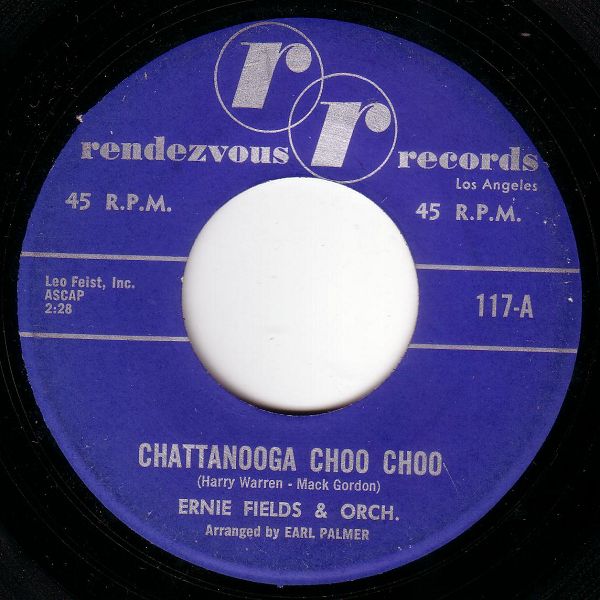 r
r
rendezvous records
Los Angeles
45 R.P.M. 45 R.P.M.
Leo Feist, Inc.
ASCAP
2:28
117-A
CHATTANOOGA CHOO CHOO
(Harry Warren - Mack Gordon)
ERNIE FIELDS & ORCH.
Arranged by EARL PALMER